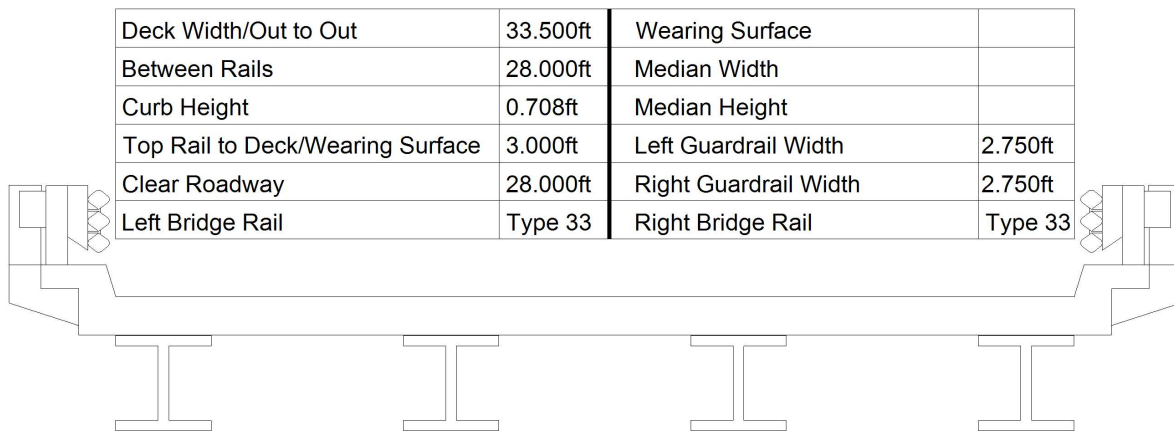 Deck Width/Out to Out 33.500ft Wearing Surface
Between Rails 28.000ft Median Width
Curb Height 0.708ft Median Height
Top Rail to Deck/Wearing Surface 3.000ft Left Guardrail Width 2.750ft
Clear Roadway 28.000ft Right Guardrail Width 2.750ft
Left Bridge Rail Type 33 Right Bridge Rail Type 33